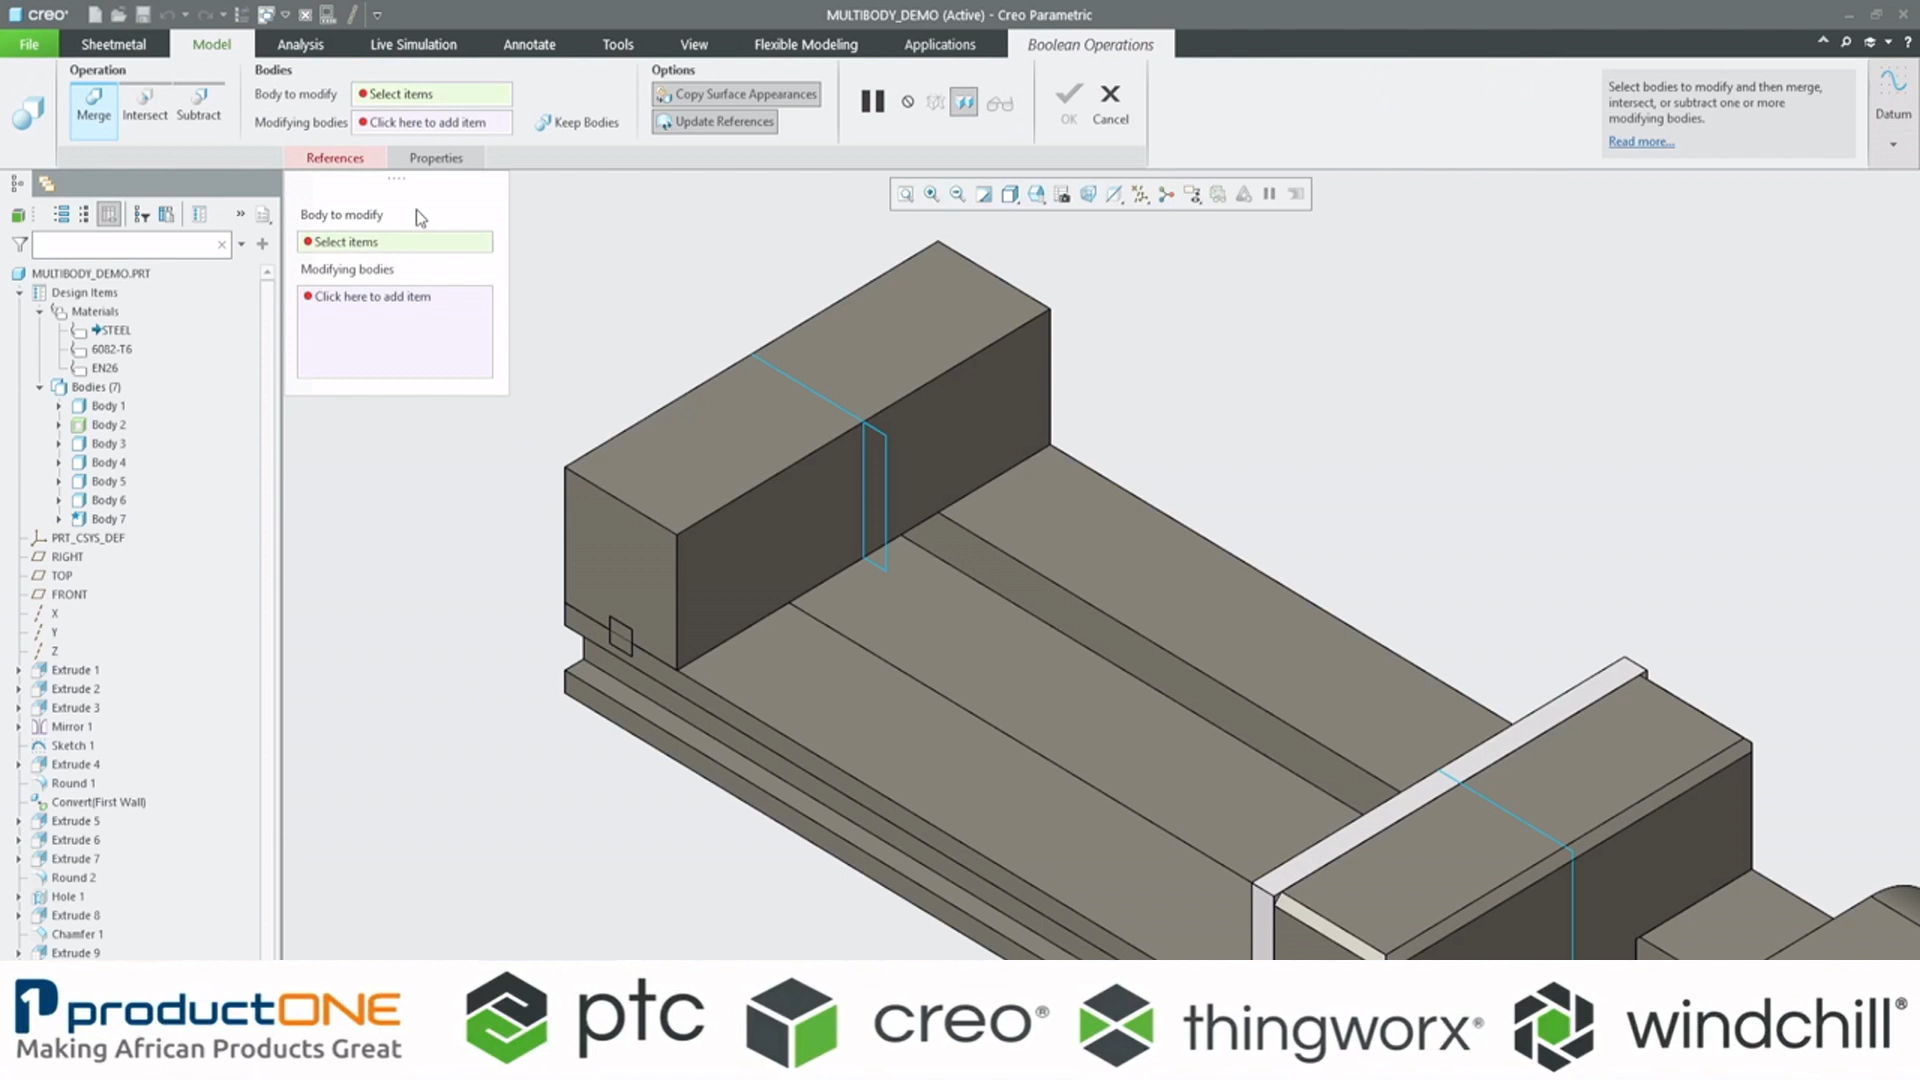 creo
MULTIBODY_DEMO (Active) - Creo Parametric
File
Sheetmetal
Model
Analysis
Live Simulation
Annotate
Tools
View
Flexible Modeling
Applications
Boolean Operations
Operation
Merge
Intersect
Subtract
Bodies
Body to modify
Select items
Modifying bodies
Click here to add item
Keep Bodies
Options
Copy Surface Appearances
Update References
OK
Cancel
Select bodies to modify and then merge,
intersect, or subtract one or more
modifying bodies.
Read more...
Datum
References
Properties
Body to modify
Select items
Modifying bodies
Click here to add item
MULTIBODY_DEMO.PRT
Design Items
Materials
STEEL
6082-T6
EN26
Bodies (7)
Body 1
Body 2
Body 3
Body 4
Body 5
Body 6
Body 7
PRT_CSYS_DEF
RIGHT
TOP
FRONT
X
Y
Z
Extrude 1
Extrude 2
Extrude 3
Mirror 1
Sketch 1
Extrude 4
Round 1
Convert(First Wall)
Extrude 5
Extrude 6
Extrude 7
Round 2
Hole 1
Extrude 8
Chamfer 1
Extrude 9
1 productONE
Making African Products Great
ptc
creo®
thingworx®
windchill®